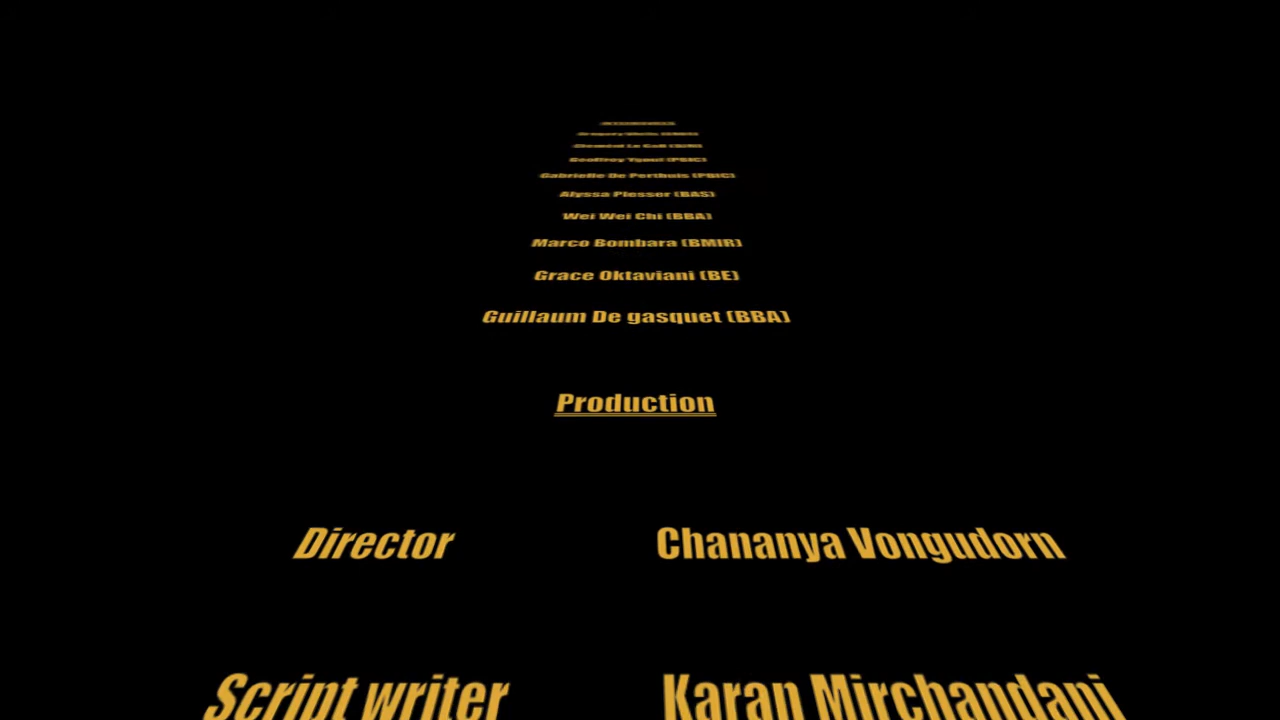 Gabrielle De Perthuis (PBIC)
Alyssa Plesser (BAS)
Wei Wei Chi (BBA)
Marco Bombara (BMIR)
Grace Oktaviani (BE)
Guillaum De gasquet (BBA)
Production
Director Chananya Vongudorn
Script writer Karan Mirchandani